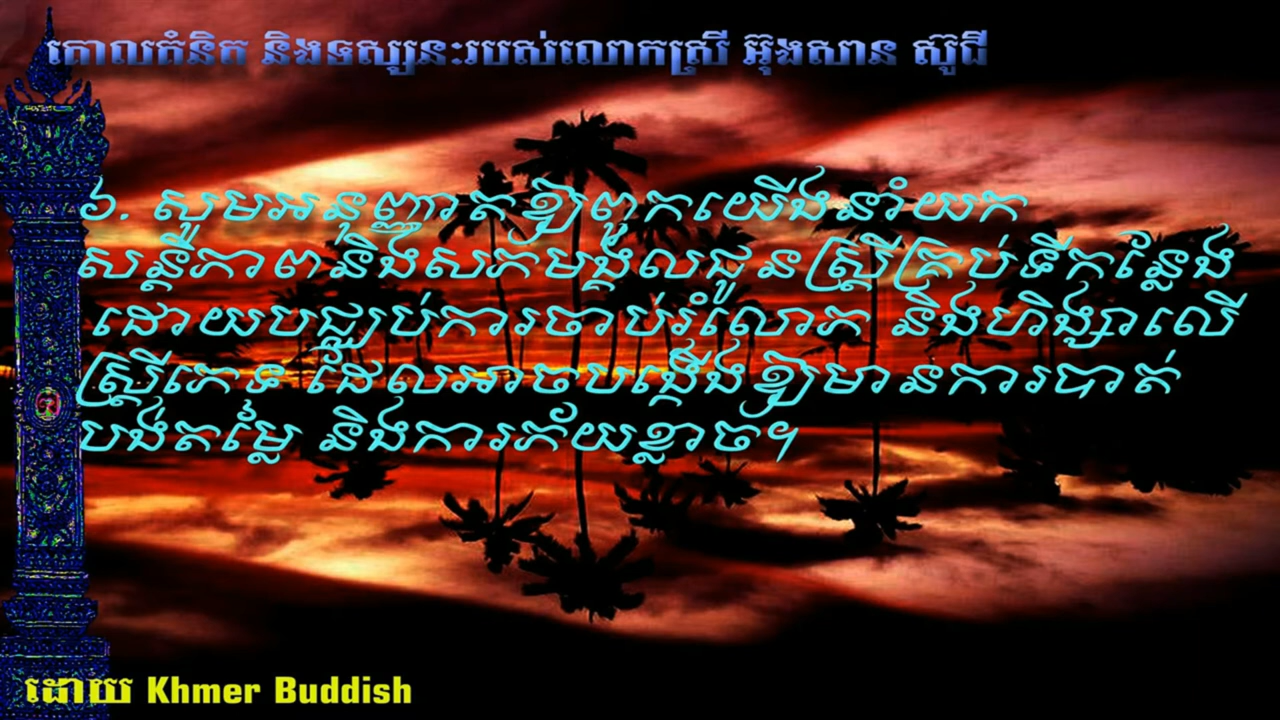 គោលគំនិត និងទស្សនៈរបស់លោកស្រី អ៊ុងសាន ស៊ូជី
៦. សូមអនុញ្ញាតឱ្យពួកយើងនាំយក
សន្តិភាពនិងសភមង្គលជូនស្ត្រីគ្រប់ទីកន្លែង
ដោយបញ្ឈប់ការចាប់រំលោភ និងហិង្សាលើ
ស្ត្រីភេទ ដែលអាចបង្កើងឱ្យមានការបាត់
បង់តម្លៃ និងការភ័យខ្លាច។
ដោយ Khmer Buddish